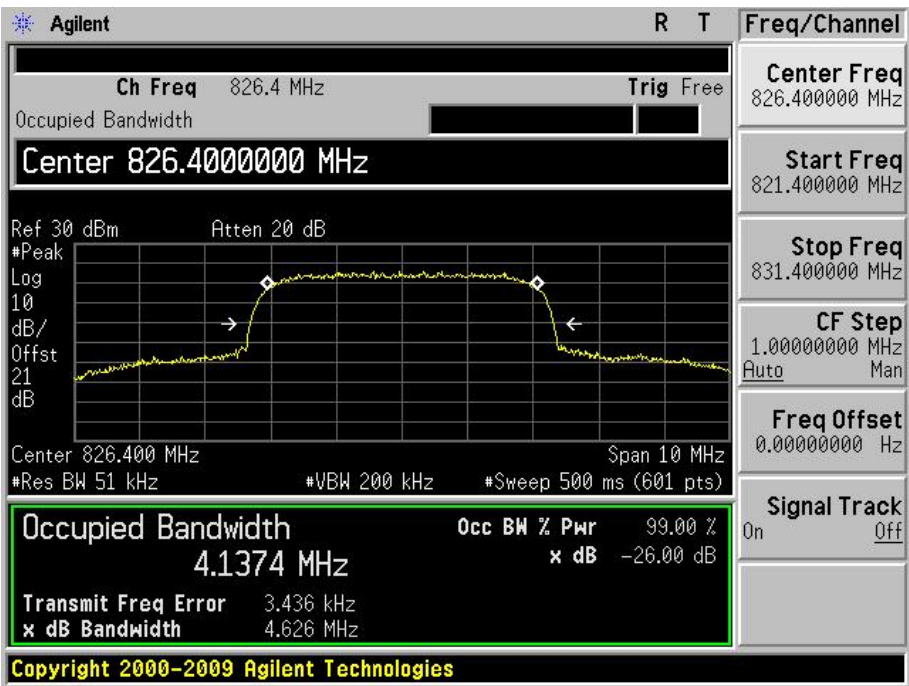 Agilent R T
Ch Freq 826.4 MHz Trig Free
Occupied Bandwidth
Center 826.4000000 MHz
Ref 30 dBm Atten 20 dB
#Peak
Log
10
dB/
Offst
21
dB
Center 826.400 MHz Span 10 MHz
#Res BW 51 kHz #VBW 200 kHz #Sweep 500 ms (601 pts)
Occupied Bandwidth Occ BW % Pwr 99.00 %
4.1374 MHz x dB -26.00 dB
Transmit Freq Error 3.436 kHz
x dB Bandwidth 4.626 MHz
Copyright 2000-2009 Agilent Technologies
Freq/Channel
Center Freq
826.400000 MHz
Start Freq
821.400000 MHz
Stop Freq
831.400000 MHz
CF Step
1.00000000 MHz
Auto Man
Freq Offset
0.00000000 Hz
Signal Track
On Off